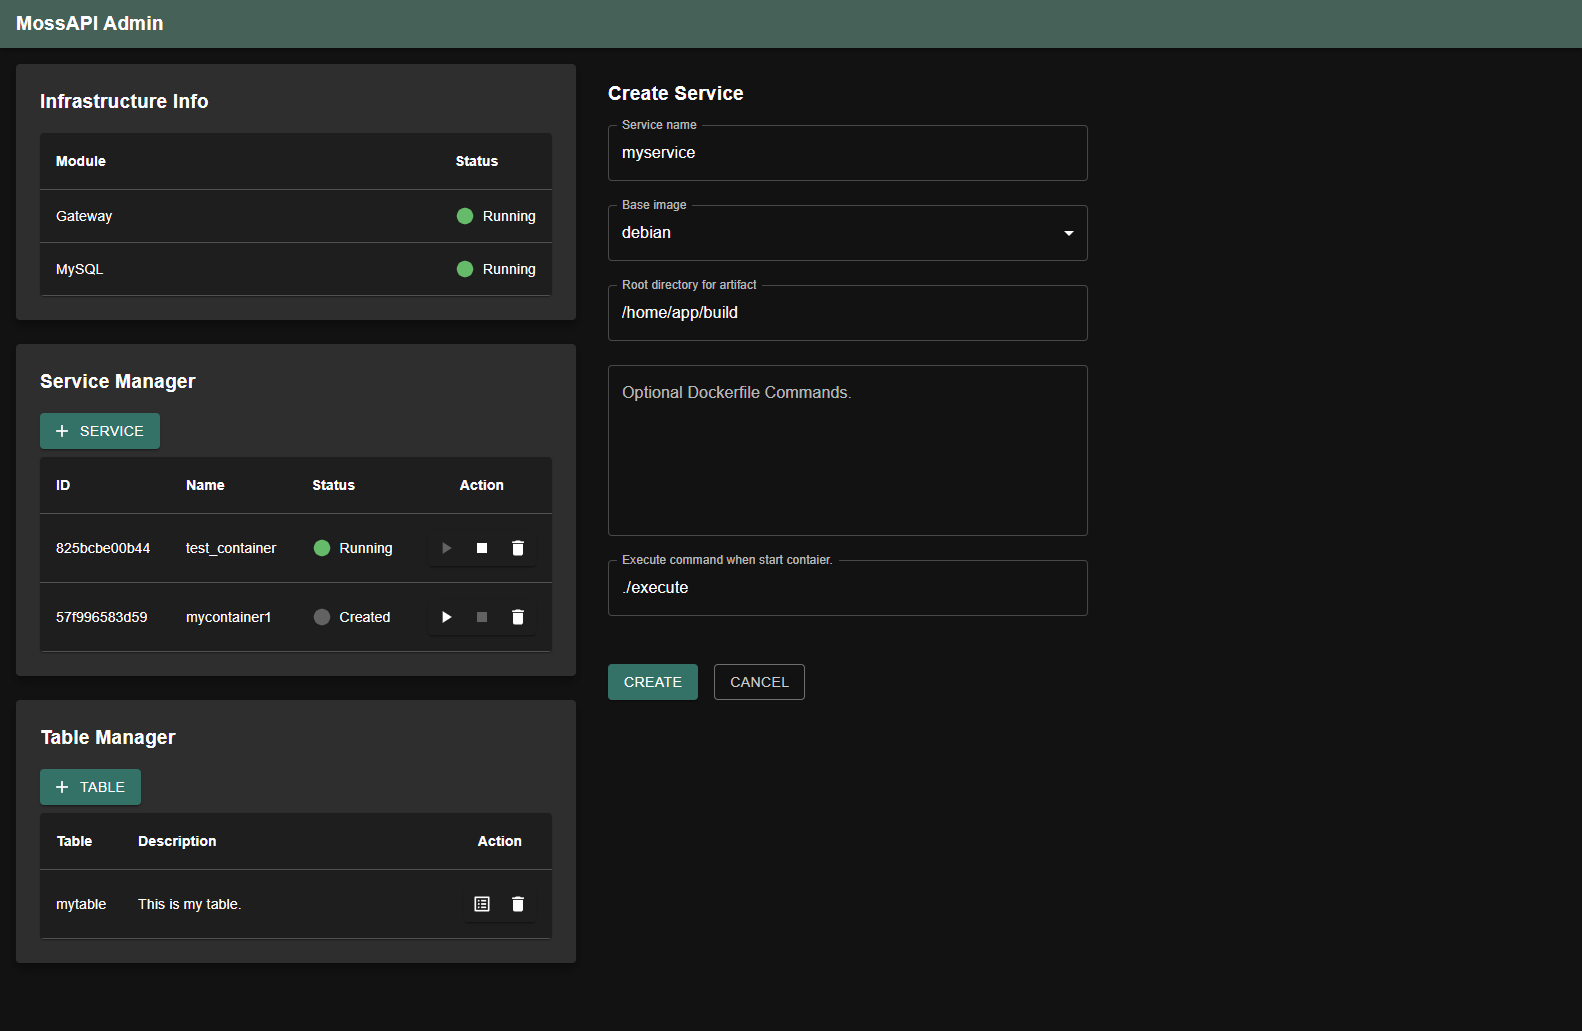 MossAPI Admin
Infrastructure Info
Module Status
Gateway Running
MySQL Running
Service Manager
+ SERVICE
ID Name Status Action
825bcbe00b44 test_container Running
57f996583d59 mycontainer1 Created
Table Manager
+ TABLE
Table Description Action
mytable This is my table.
Create Service
Service name
myservice
Base image
debian
Root directory for artifact
/home/app/build
Optional Dockerfile Commands.
Execute command when start contaier.
./execute
CREATE CANCEL